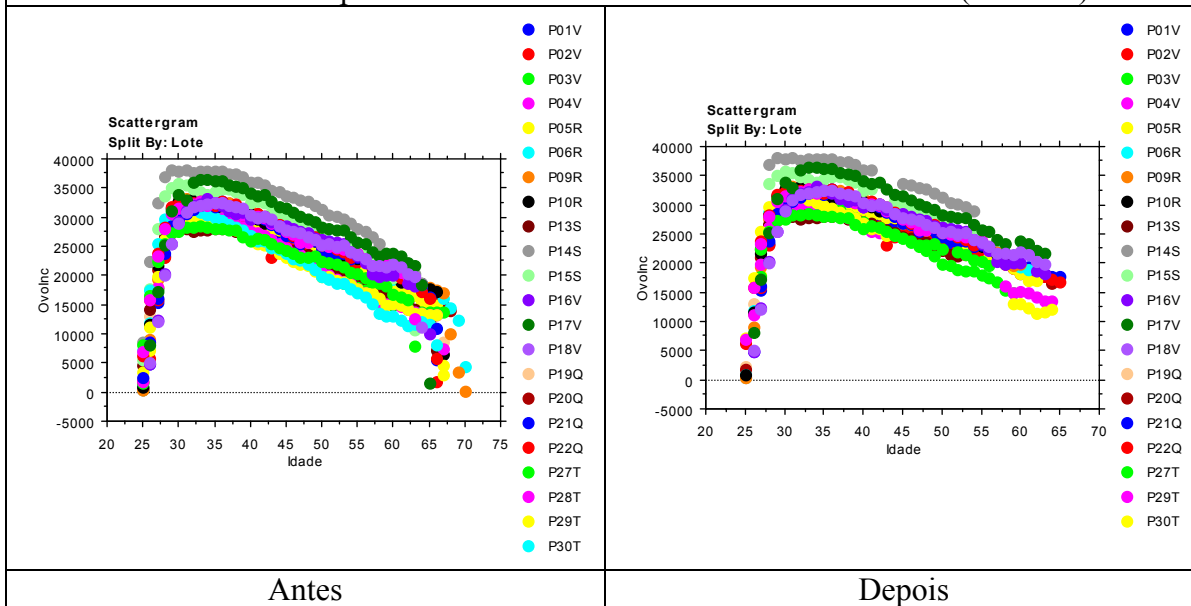 Scattergram
Split By: Lote
40000
35000
30000
25000
20000
15000
10000
5000
0
-5000
OvoInc
20 25 30 35 40 45 50 55 60 65 70 75
Idade
P01V
P02V
P03V
P04V
P05R
P06R
P09R
P10R
P13S
P14S
P15S
P16V
P17V
P18V
P19Q
P20Q
P21Q
P22Q
P27T
P28T
P29T
P30T
Antes
Scattergram
Split By: Lote
40000
35000
30000
25000
20000
15000
10000
5000
0
-5000
OvoInc
20 25 30 35 40 45 50 55 60 65 70
Idade
P01V
P02V
P03V
P04V
P05R
P06R
P09R
P10R
P13S
P14S
P15S
P16V
P17V
P18V
P19Q
P20Q
P21Q
P22Q
P27T
P29T
P30T
Depois